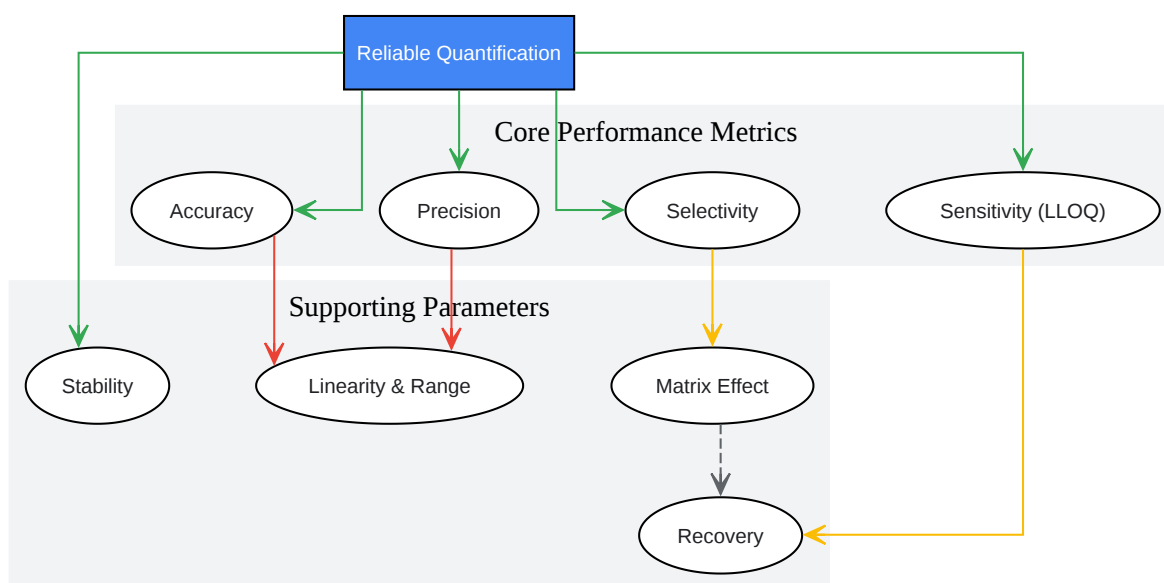 Reliable Quantification
Core Performance Metrics
Accuracy
Precision
Selectivity
Sensitivity (LLOQ)
Supporting Parameters
Stability
Linearity & Range
Matrix Effect
Recovery